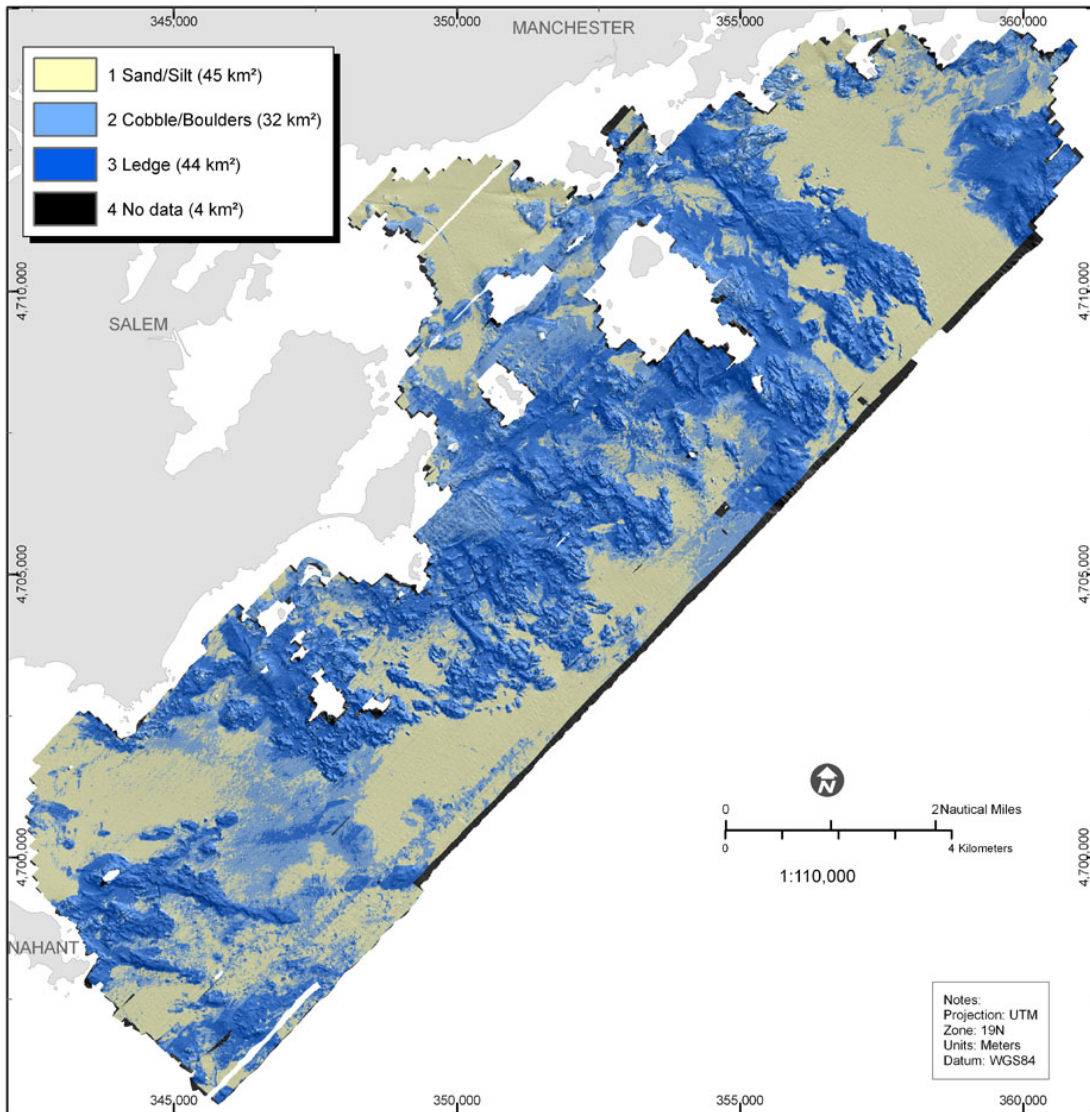 345,000 350,000 355,000 360,000
MANCHESTER
1 Sand/Silt (45 km²)
2 Cobble/Boulders (32 km²)
3 Ledge (44 km²)
4 No data (4 km²)
4,710,000 4,710,000
SALEM
4,705,000 4,705,000
N
0 2 Nautical Miles
0 4 Kilometers
1:110,000
4,700,000 4,700,000
NAHANT
Notes:
Projection: UTM
Zone: 19N
Units: Meters
Datum: WGS84
345,000 350,000 355,000 360,000